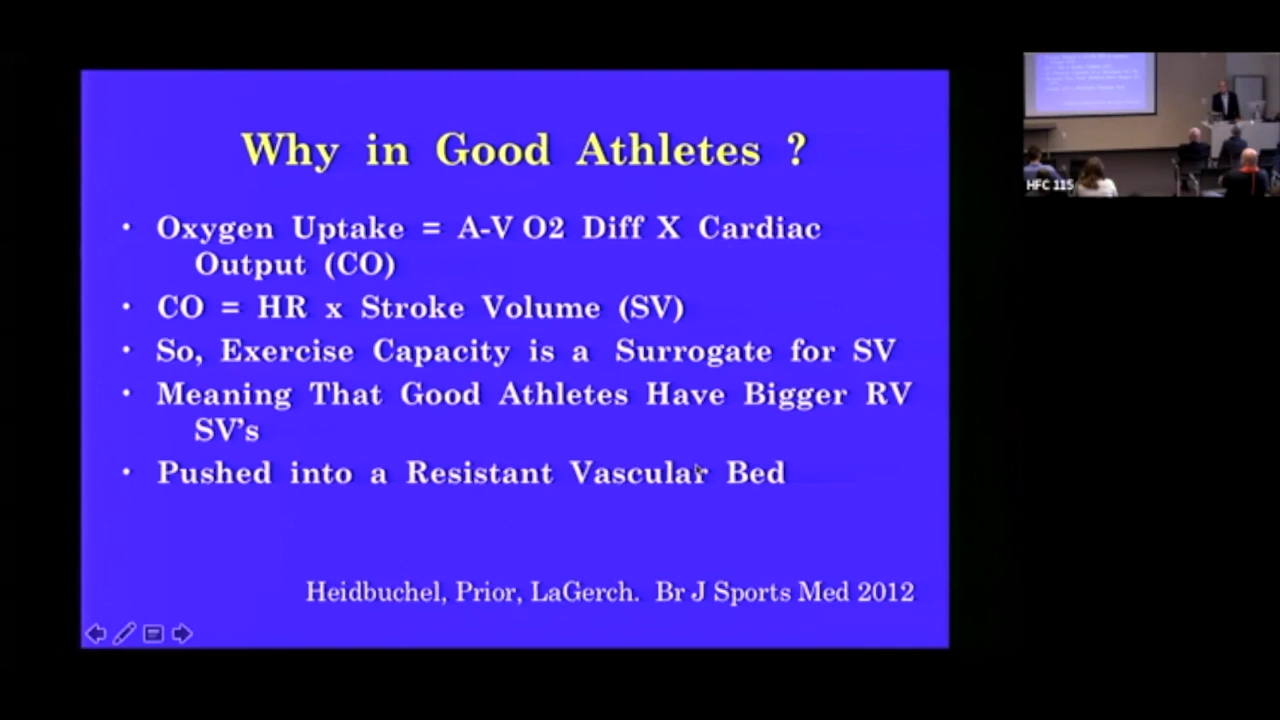 Why in Good Athletes ?
• Oxygen Uptake = A-V O2 Diff X Cardiac
Output (CO)
• CO = HR x Stroke Volume (SV)
• So, Exercise Capacity is a Surrogate for SV
• Meaning That Good Athletes Have Bigger RV
SV's
• Pushed into a Resistant Vascular Bed
Heidbuchel, Prior, LaGerch. Br J Sports Med 2012
HFC 115